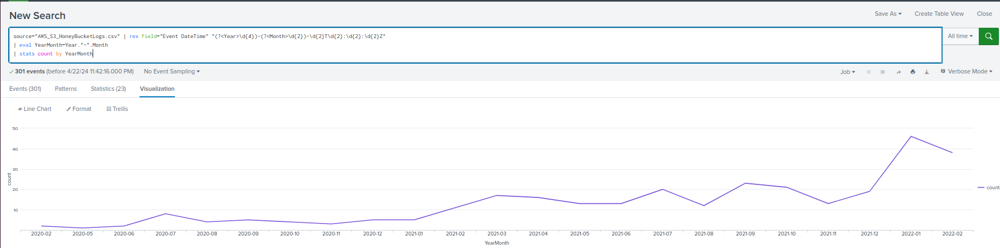 New Search
Save As Create Table View Close
source="AWS_S3_HoneyBucketLogs.csv" | rex field="Event DateTime" "(?<Year>\d{4})-(?<Month>\d{2})-\d{2}T\d{2}:\d{2}:\d{2}Z"
| eval YearMonth=Year."-".Month
| stats count by YearMonth
All time
301 events (before 4/22/24 11:42:16.000 PM) No Event Sampling
Job Verbose Mode
Events (301) Patterns Statistics (23) Visualization
Line Chart Format Trellis
50
40
30
20
10
count
count
2020-02 2020-05 2020-06 2020-07 2020-08 2020-09 2020-10 2020-11 2020-12 2021-01 2021-02 2021-03 2021-04 2021-05 2021-06 2021-07 2021-08 2021-09 2021-10 2021-11 2021-12 2022-01 2022-02
YearMonth